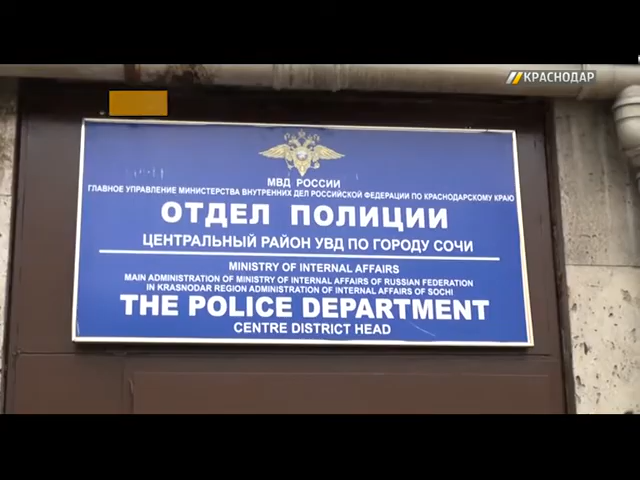 КРАСНОДАР
МВД РОССИИ
ГЛАВНОЕ УПРАВЛЕНИЕ МИНИСТЕРСТВА ВНУТРЕННИХ ДЕЛ РОССИЙСКОЙ ФЕДЕРАЦИИ ПО КРАСНОДАРСКОМУ КРАЮ
ОТДЕЛ ПОЛИЦИИ
ЦЕНТРАЛЬНЫЙ РАЙОН УВД ПО ГОРОДУ СОЧИ
MINISTRY OF INTERNAL AFFAIRS
MAIN ADMINISTRATION OF MINISTRY OF INTERNAL AFFAIRS OF RUSSIAN FEDERATION
IN KRASNODAR REGION ADMINISTRATION OF INTERNAL AFFAIRS OF SOCHI
THE POLICE DEPARTMENT
CENTRE DISTRICT HEAD